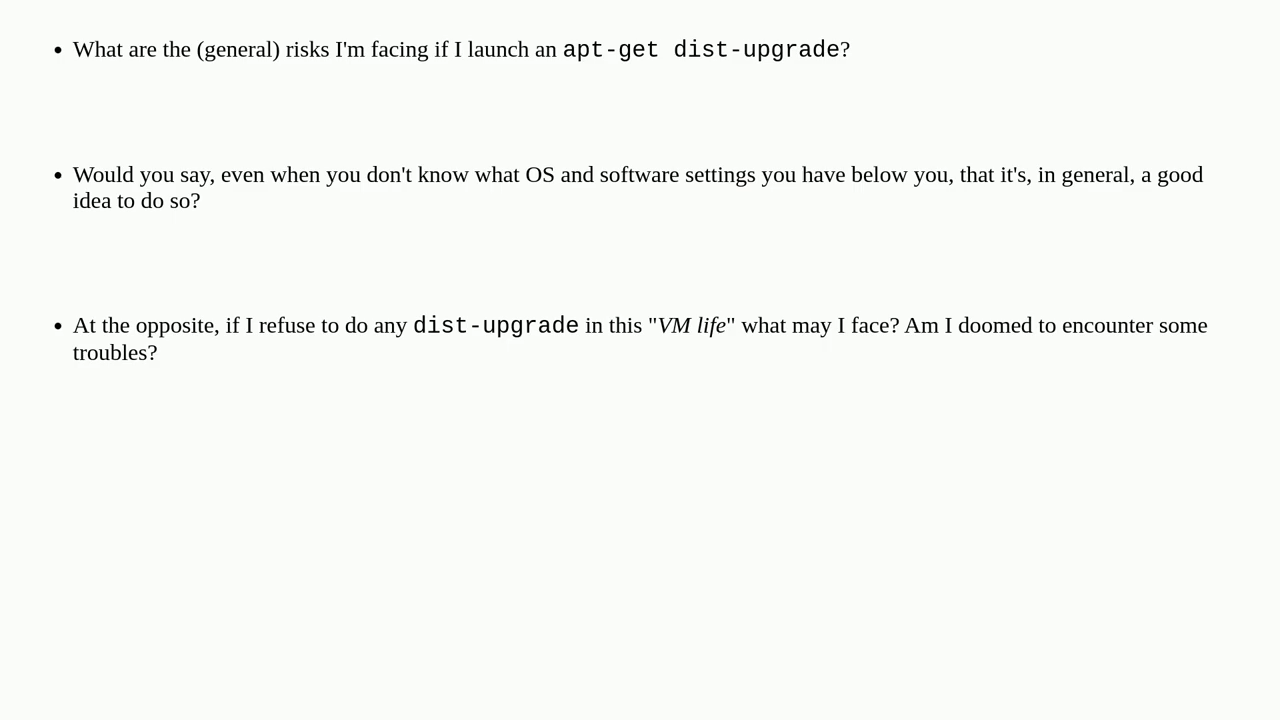 • What are the (general) risks I'm facing if I launch an apt-get dist-upgrade?
• Would you say, even when you don't know what OS and software settings you have below you, that it's, in general, a good
idea to do so?
• At the opposite, if I refuse to do any dist-upgrade in this "VM life" what may I face? Am I doomed to encounter some
troubles?